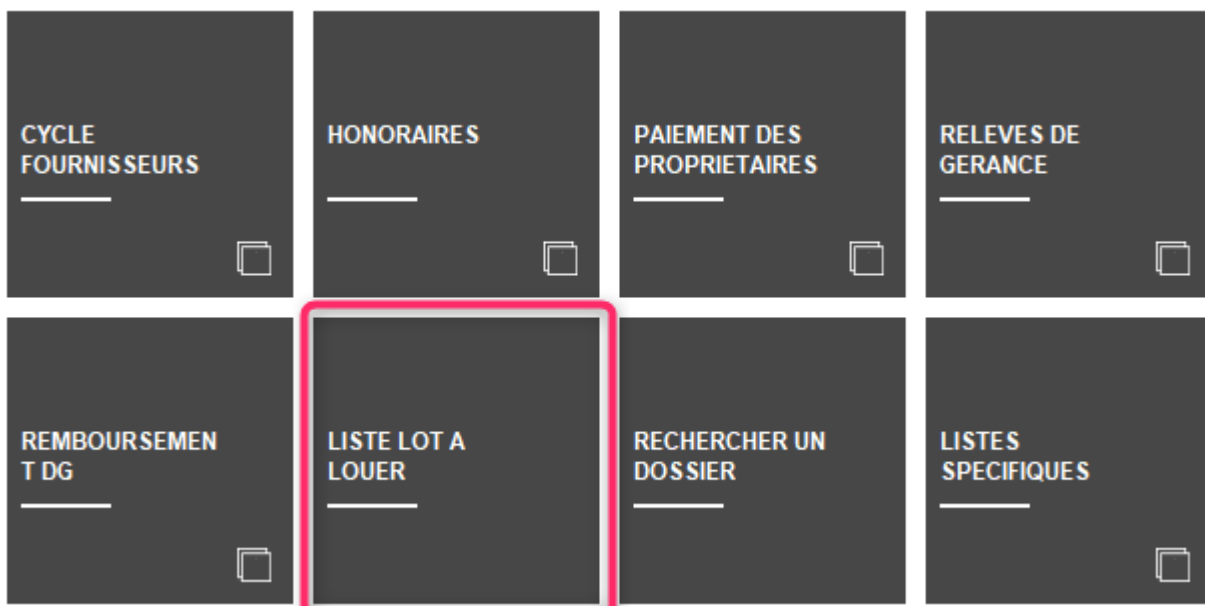 CYCLE
FOURNISSEURS
HONORAIRES
PAIEMENT DES
PROPRIETAIRES
RELEVES DE
GERANCE
REMBOURSEMEN
T DG
LISTE LOT A
LOUER
RECHERCHER UN
DOSSIER
LISTES
SPECIFIQUES